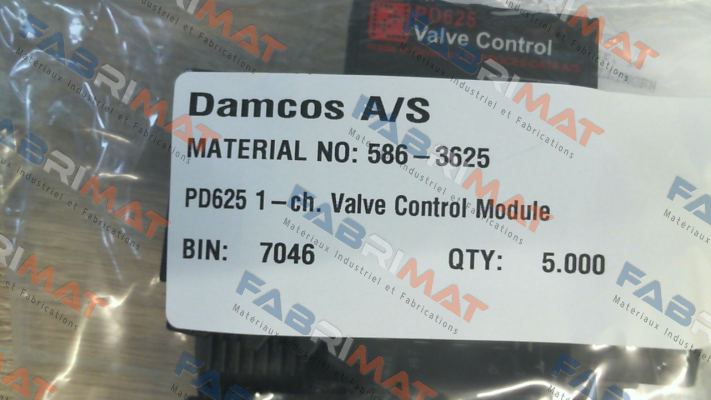 PD625
Valve Control
Damcos A/S
MATERIAL NO: 586-3625
PD625 1-ch. Valve Control Module
BIN: 7046 QTY: 5.000
FABRIMAT
Matériaux Industriel et Fabrications